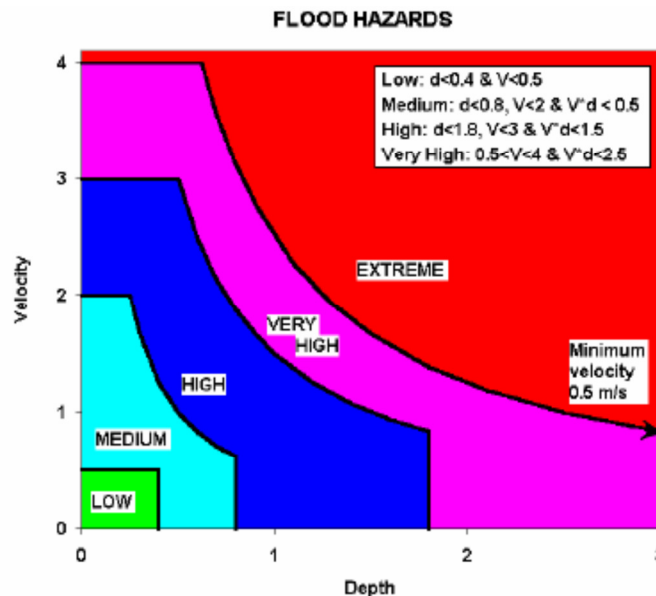 FLOOD HAZARDS
Low: d<0.4 & V<0.5
Medium: d<0.8, V<2 & V*d < 0.5
High: d<1.8, V<3 & V*d<1.5
Very High: 0.5<V<4 & V*d<2.5
4
3
2
1
0
Velocity
EXTREME
VERY
HIGH
HIGH
MEDIUM
LOW
Minimum
velocity
0.5 m/s
0
1
2
3
Depth